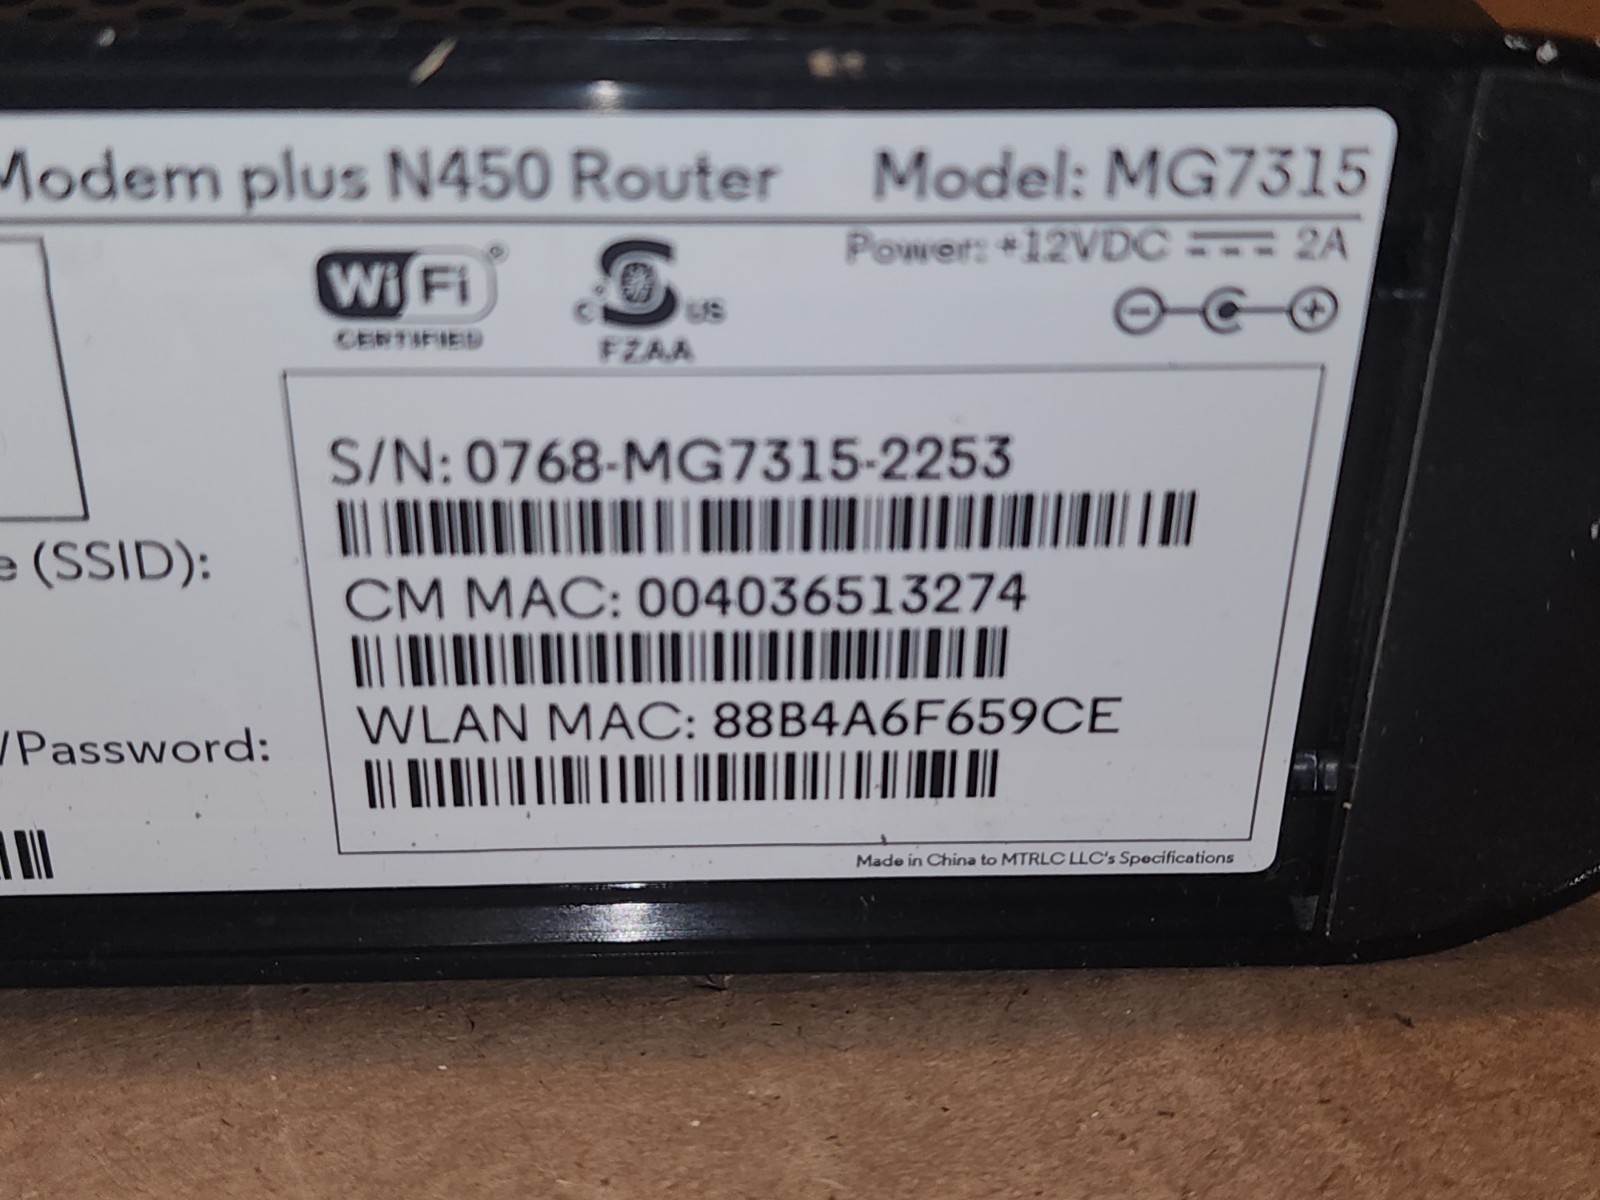 Modem plus N450 Router Model: MG7315
Power: +12VDC 2A
WiFi
CERTIFIED
C US
FZAA
S/N: 0768-MG7315-2253
CM MAC: 004036513274
WLAN MAC: 88B4A6F659CE
e (SSID):
/Password:
Made in China to MTRLC LLC's Specifications